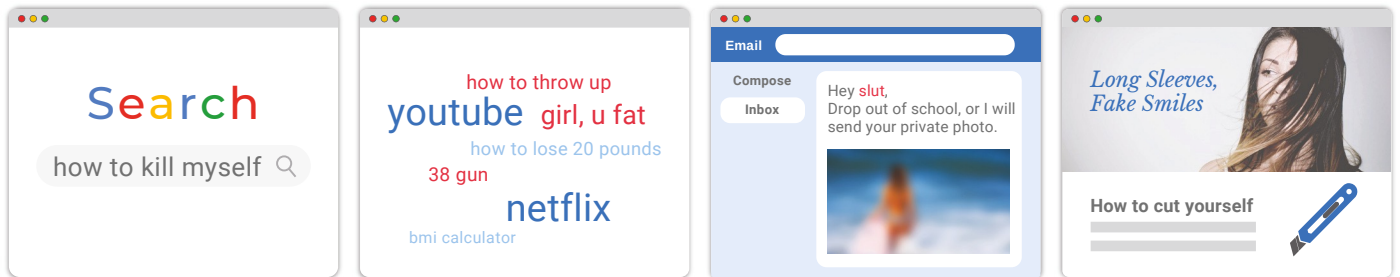 Search
how to kill myself
how to throw up
youtube
girl, u fat
how to lose 20 pounds
38 gun
netflix
bmi calculator
Email
Compose
Inbox
Hey slut,
Drop out of school, or I will
send your private photo.
Long Sleeves,
Fake Smiles
How to cut yourself